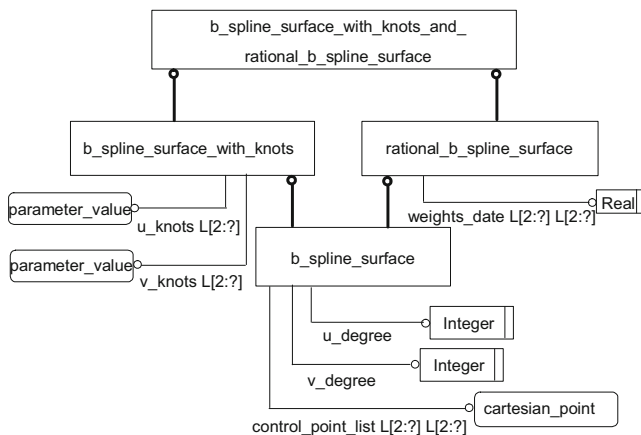 b_spline_surface_with_knots_and_
rational_b_spline_surface
b_spline_surface_with_knots
rational_b_spline_surface
parameter_value
u_knots L[2:?]
weights_date L[2:?] L[2:?]
Real
parameter_value
v_knots L[2:?]
b_spline_surface
u_degree
Integer
v_degree
Integer
control_point_list L[2:?] L[2:?]
cartesian_point